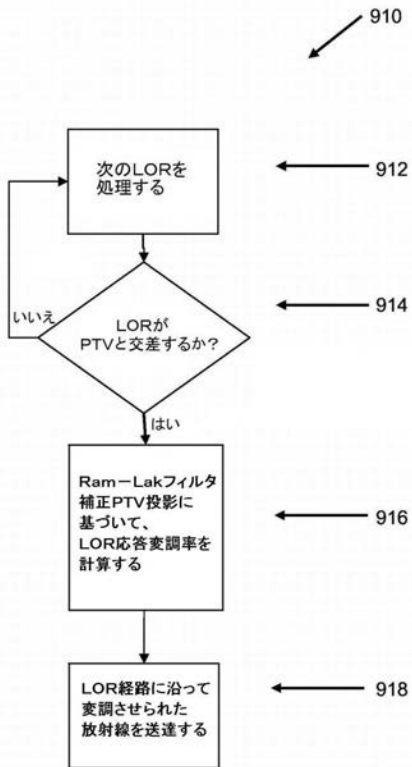 910
次のLORを
処理する
912
914
いいえ
LORが
PTVと交差するか？
はい
Ram－Lakフィルタ
補正PTV投影に
基づいて、
LOR応答変調率を
計算する
916
LOR経路に沿って
変調させられた
放射線を送達する
918